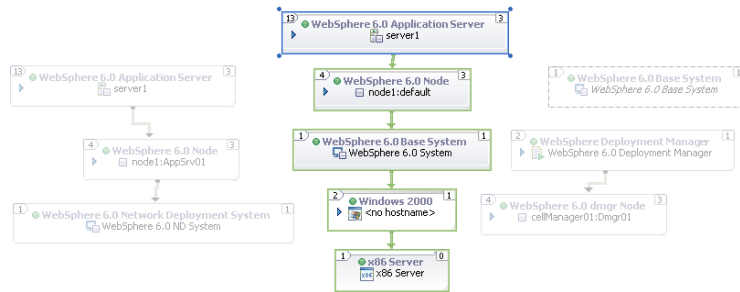 13 WebSphere 6.0 Application Server 3
server1
13 WebSphere 6.0 Application Server 3
server1
4 WebSphere 6.0 Node 3
node1:default
1 WebSphere 6.0 Base System 1
WebSphere 6.0 Base System
4 WebSphere 6.0 Node 3
node1:AppSrv01
1 WebSphere 6.0 Base System 1
WebSphere 6.0 System
2 WebSphere Deployment Manager 1
WebSphere 6.0 Deployment Manager
1 WebSphere 6.0 Network Deployment System 1
WebSphere 6.0 ND System
2 Windows 2000 1
<no hostname>
4 WebSphere 6.0 dmgr Node 3
cellManager01:Dmgr01
1 x86 Server 0
x86 Server